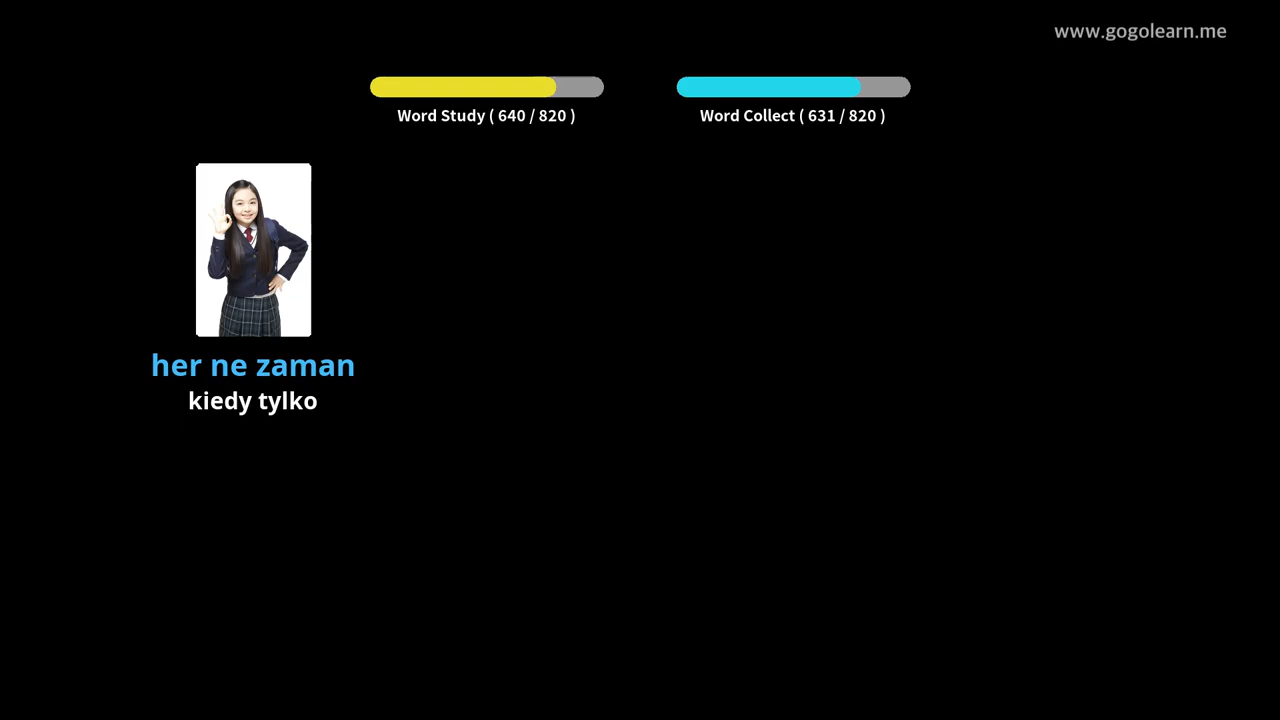 www.gogolearn.me
Word Study ( 640 / 820 )
Word Collect ( 631 / 820 )
her ne zaman
kiedy tylko